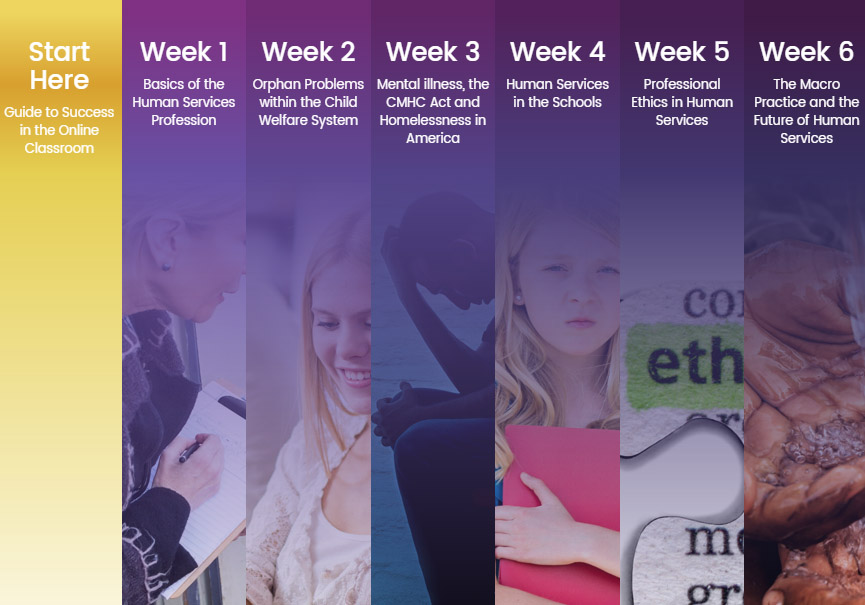 Start
Here
Guide to Success
in the Online
Classroom
Week 1
Basics of the
Human Services
Profession
Week 2
Orphan Problems
within the Child
Welfare System
Week 3
Mental illness, the
CMHC Act and
Homelessness in
America
Week 4
Human Services
in the Schools
Week 5
Professional
Ethics in Human
Services
eth
Week 6
The Macro
Practice and the
Future of Human
Services